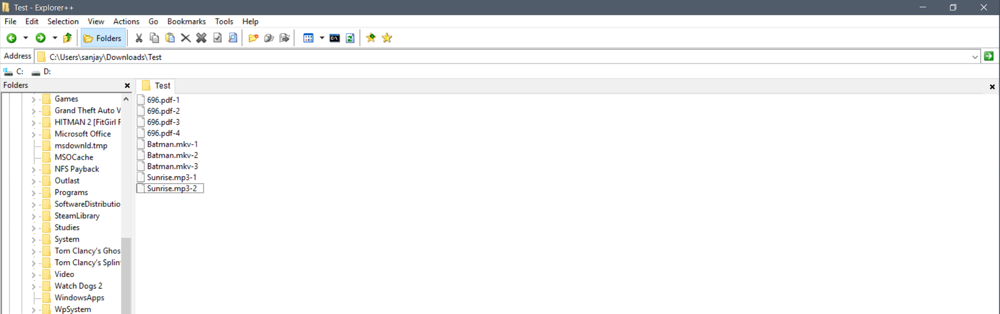 Test - Explorer++
File Edit Selection View Actions Go Bookmarks Tools Help
Folders
Address C:\Users\sanjay\Downloads\Test
C: D:
Folders
Games
Grand Theft Auto V
HITMAN 2 [FitGirl F
Microsoft Office
msdownld.tmp
MSOCache
NFS Payback
Outlast
Programs
SoftwareDistributio
SteamLibrary
Studies
System
Tom Clancy's Ghos
Tom Clancy's Splin
Video
Watch Dogs 2
WindowsApps
WpSystem
Test
696.pdf-1
696.pdf-2
696.pdf-3
696.pdf-4
Batman.mkv-1
Batman.mkv-2
Batman.mkv-3
Sunrise.mp3-1
Sunrise.mp3-2